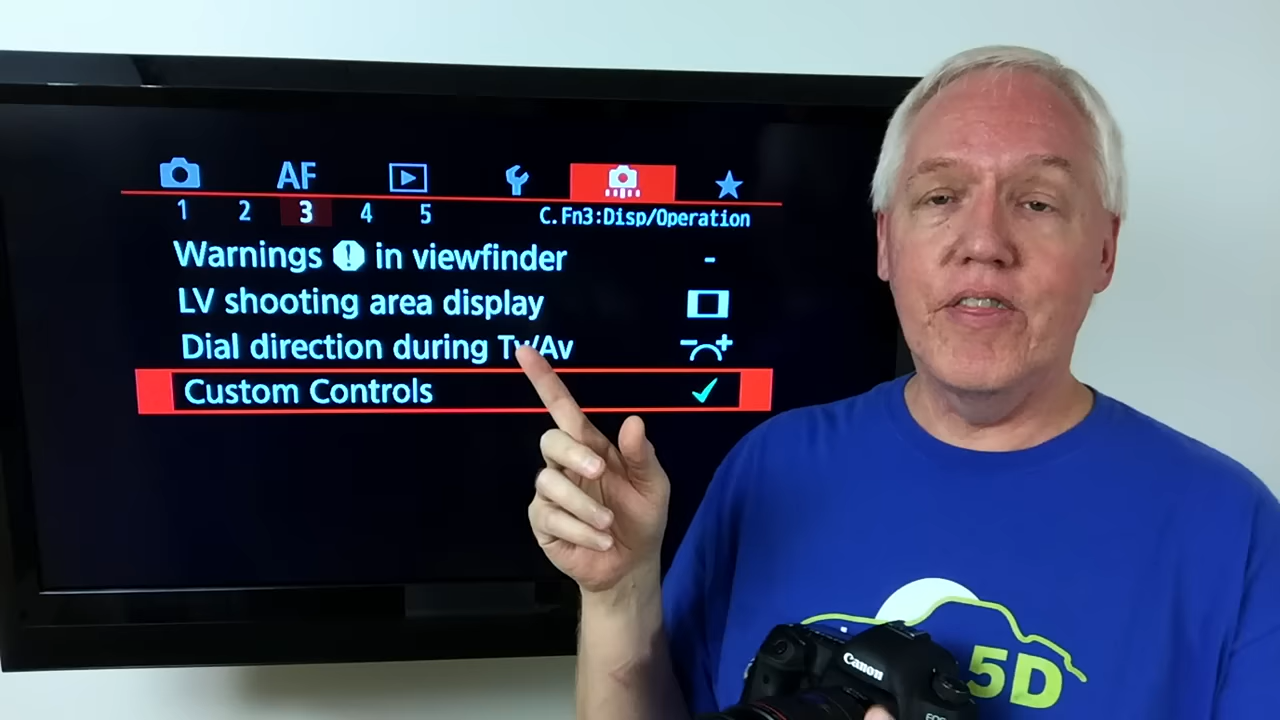 AF
1 2 3 4 5 C.Fn3:Disp/Operation
Warnings ! in viewfinder -
LV shooting area display
Dial direction during Tv/Av - +
Custom Controls
Canon
EOS
5D